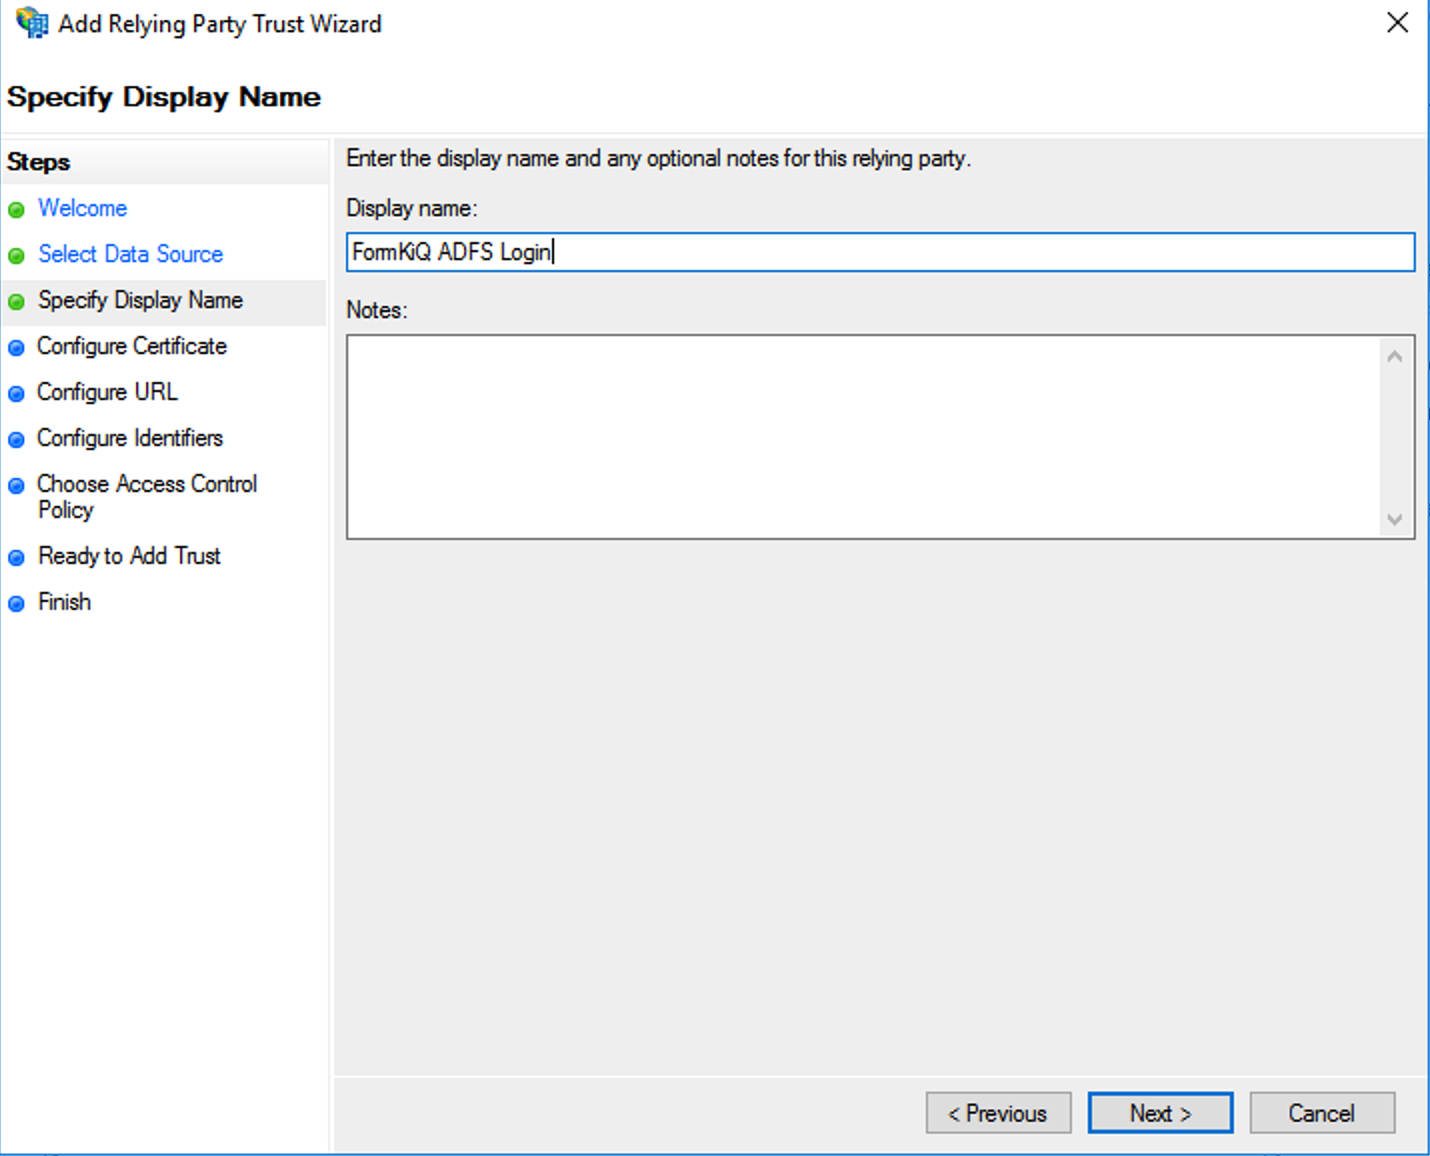 Add Relying Party Trust Wizard
Specify Display Name
Steps
Welcome
Select Data Source
Specify Display Name
Configure Certificate
Configure URL
Configure Identifiers
Choose Access Control
Policy
Ready to Add Trust
Finish
Enter the display name and any optional notes for this relying party.
Display name:
FormKiQ ADFS Login
Notes:
< Previous
Next >
Cancel